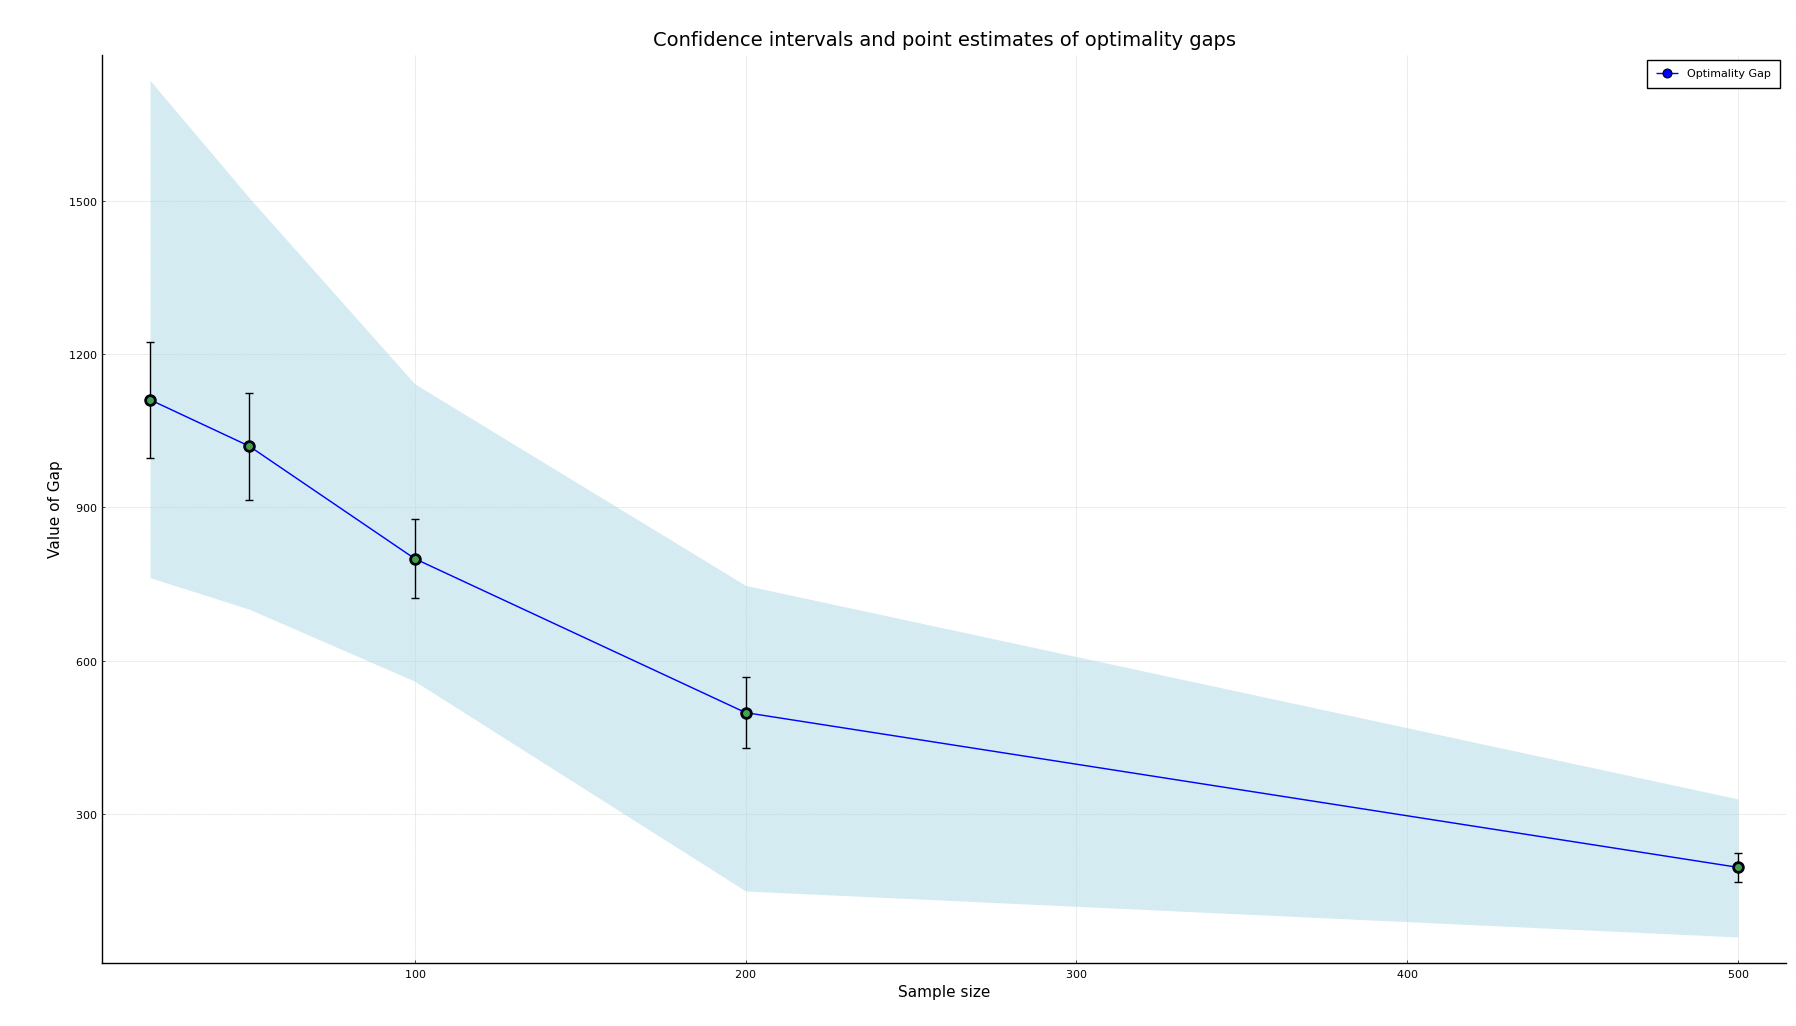 Confidence intervals and point estimates of optimality gaps
Optimality Gap
1500
1200
900
600
300
Value of Gap
100 200 300 400 500
Sample size